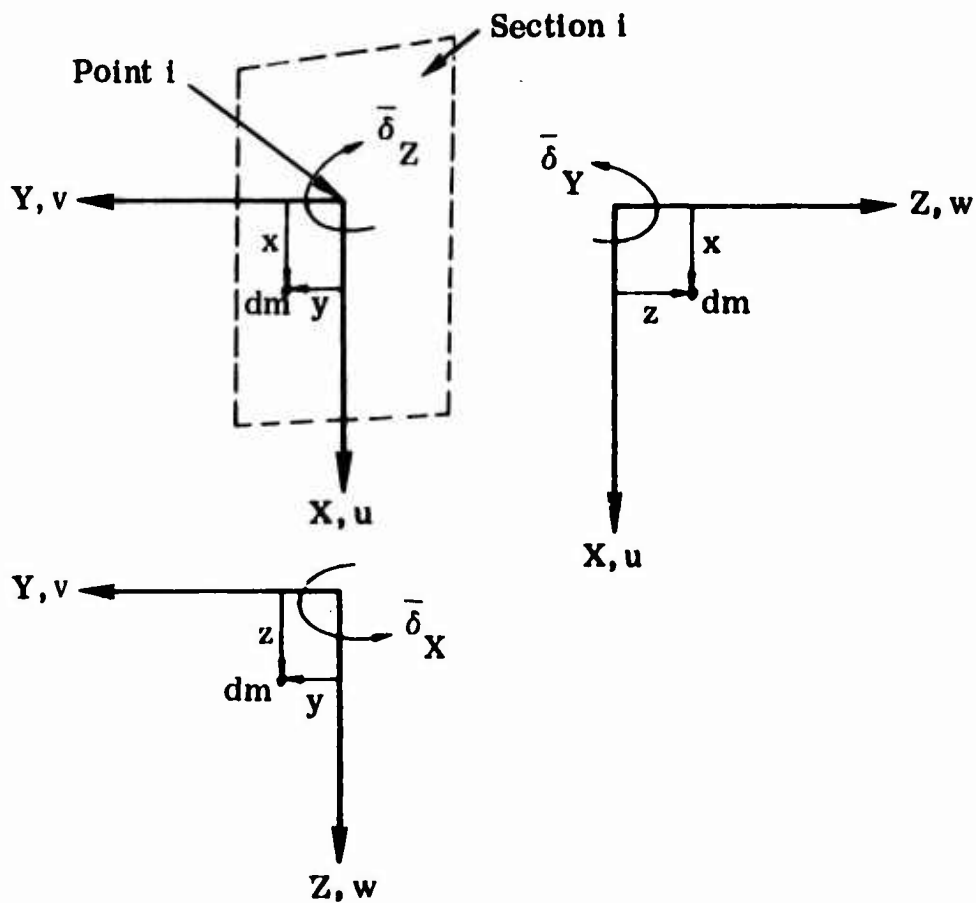 Section i
Point i
δ̄Z
Y, v
x
dm
y
X, u
δ̄Y
Z, w
x
z
dm
X, u
Y, v
δ̄X
z
dm
y
Z, w